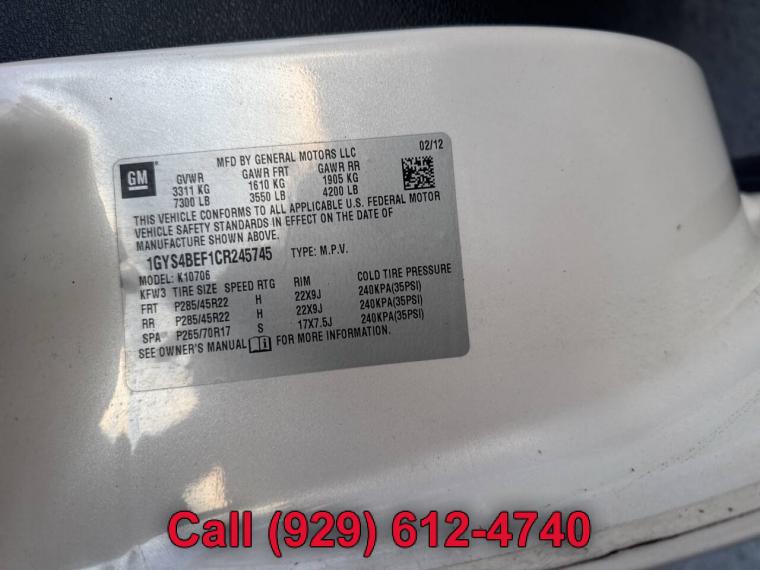 GM
MFD BY GENERAL MOTORS LLC 02/12
GVWR GAWR FRT GAWR RR
3311 KG 1610 KG 1905 KG
7300 LB 3550 LB 4200 LB
THIS VEHICLE CONFORMS TO ALL APPLICABLE U.S. FEDERAL MOTOR
VEHICLE SAFETY STANDARDS IN EFFECT ON THE DATE OF
MANUFACTURE SHOWN ABOVE.
1GYS4BEF1CR245745 TYPE: M.P.V.
MODEL: K10706
KFW3 TIRE SIZE SPEED RTG RIM COLD TIRE PRESSURE
FRT P285/45R22 H 22X9J 240KPA(35PSI)
RR P285/45R22 H 22X9J 240KPA(35PSI)
SPA P265/70R17 S 17X7.5J 240KPA(35PSI)
SEE OWNER'S MANUAL FOR MORE INFORMATION.
Call (929) 612-4740